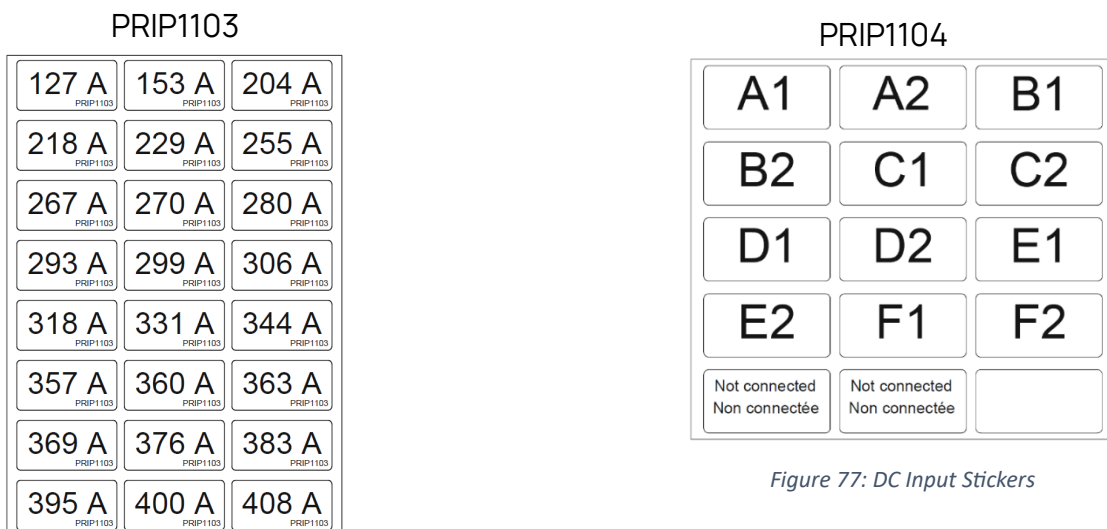 PRIP1103
127 A 153 A 204 A
PRIP1103 PRIP1103 PRIP1103
218 A 229 A 255 A
PRIP1103 PRIP1103 PRIP1103
267 A 270 A 280 A
PRIP1103 PRIP1103 PRIP1103
293 A 299 A 306 A
PRIP1103 PRIP1103 PRIP1103
318 A 331 A 344 A
PRIP1103 PRIP1103 PRIP1103
357 A 360 A 363 A
PRIP1103 PRIP1103 PRIP1103
369 A 376 A 383 A
PRIP1103 PRIP1103 PRIP1103
395 A 400 A 408 A
PRIP1103 PRIP1103 PRIP1103
PRIP1104
A1 A2 B1
B2 C1 C2
D1 D2 E1
E2 F1 F2
Not connected Not connected
Non connectée Non connectée
Figure 77: DC Input Stickers